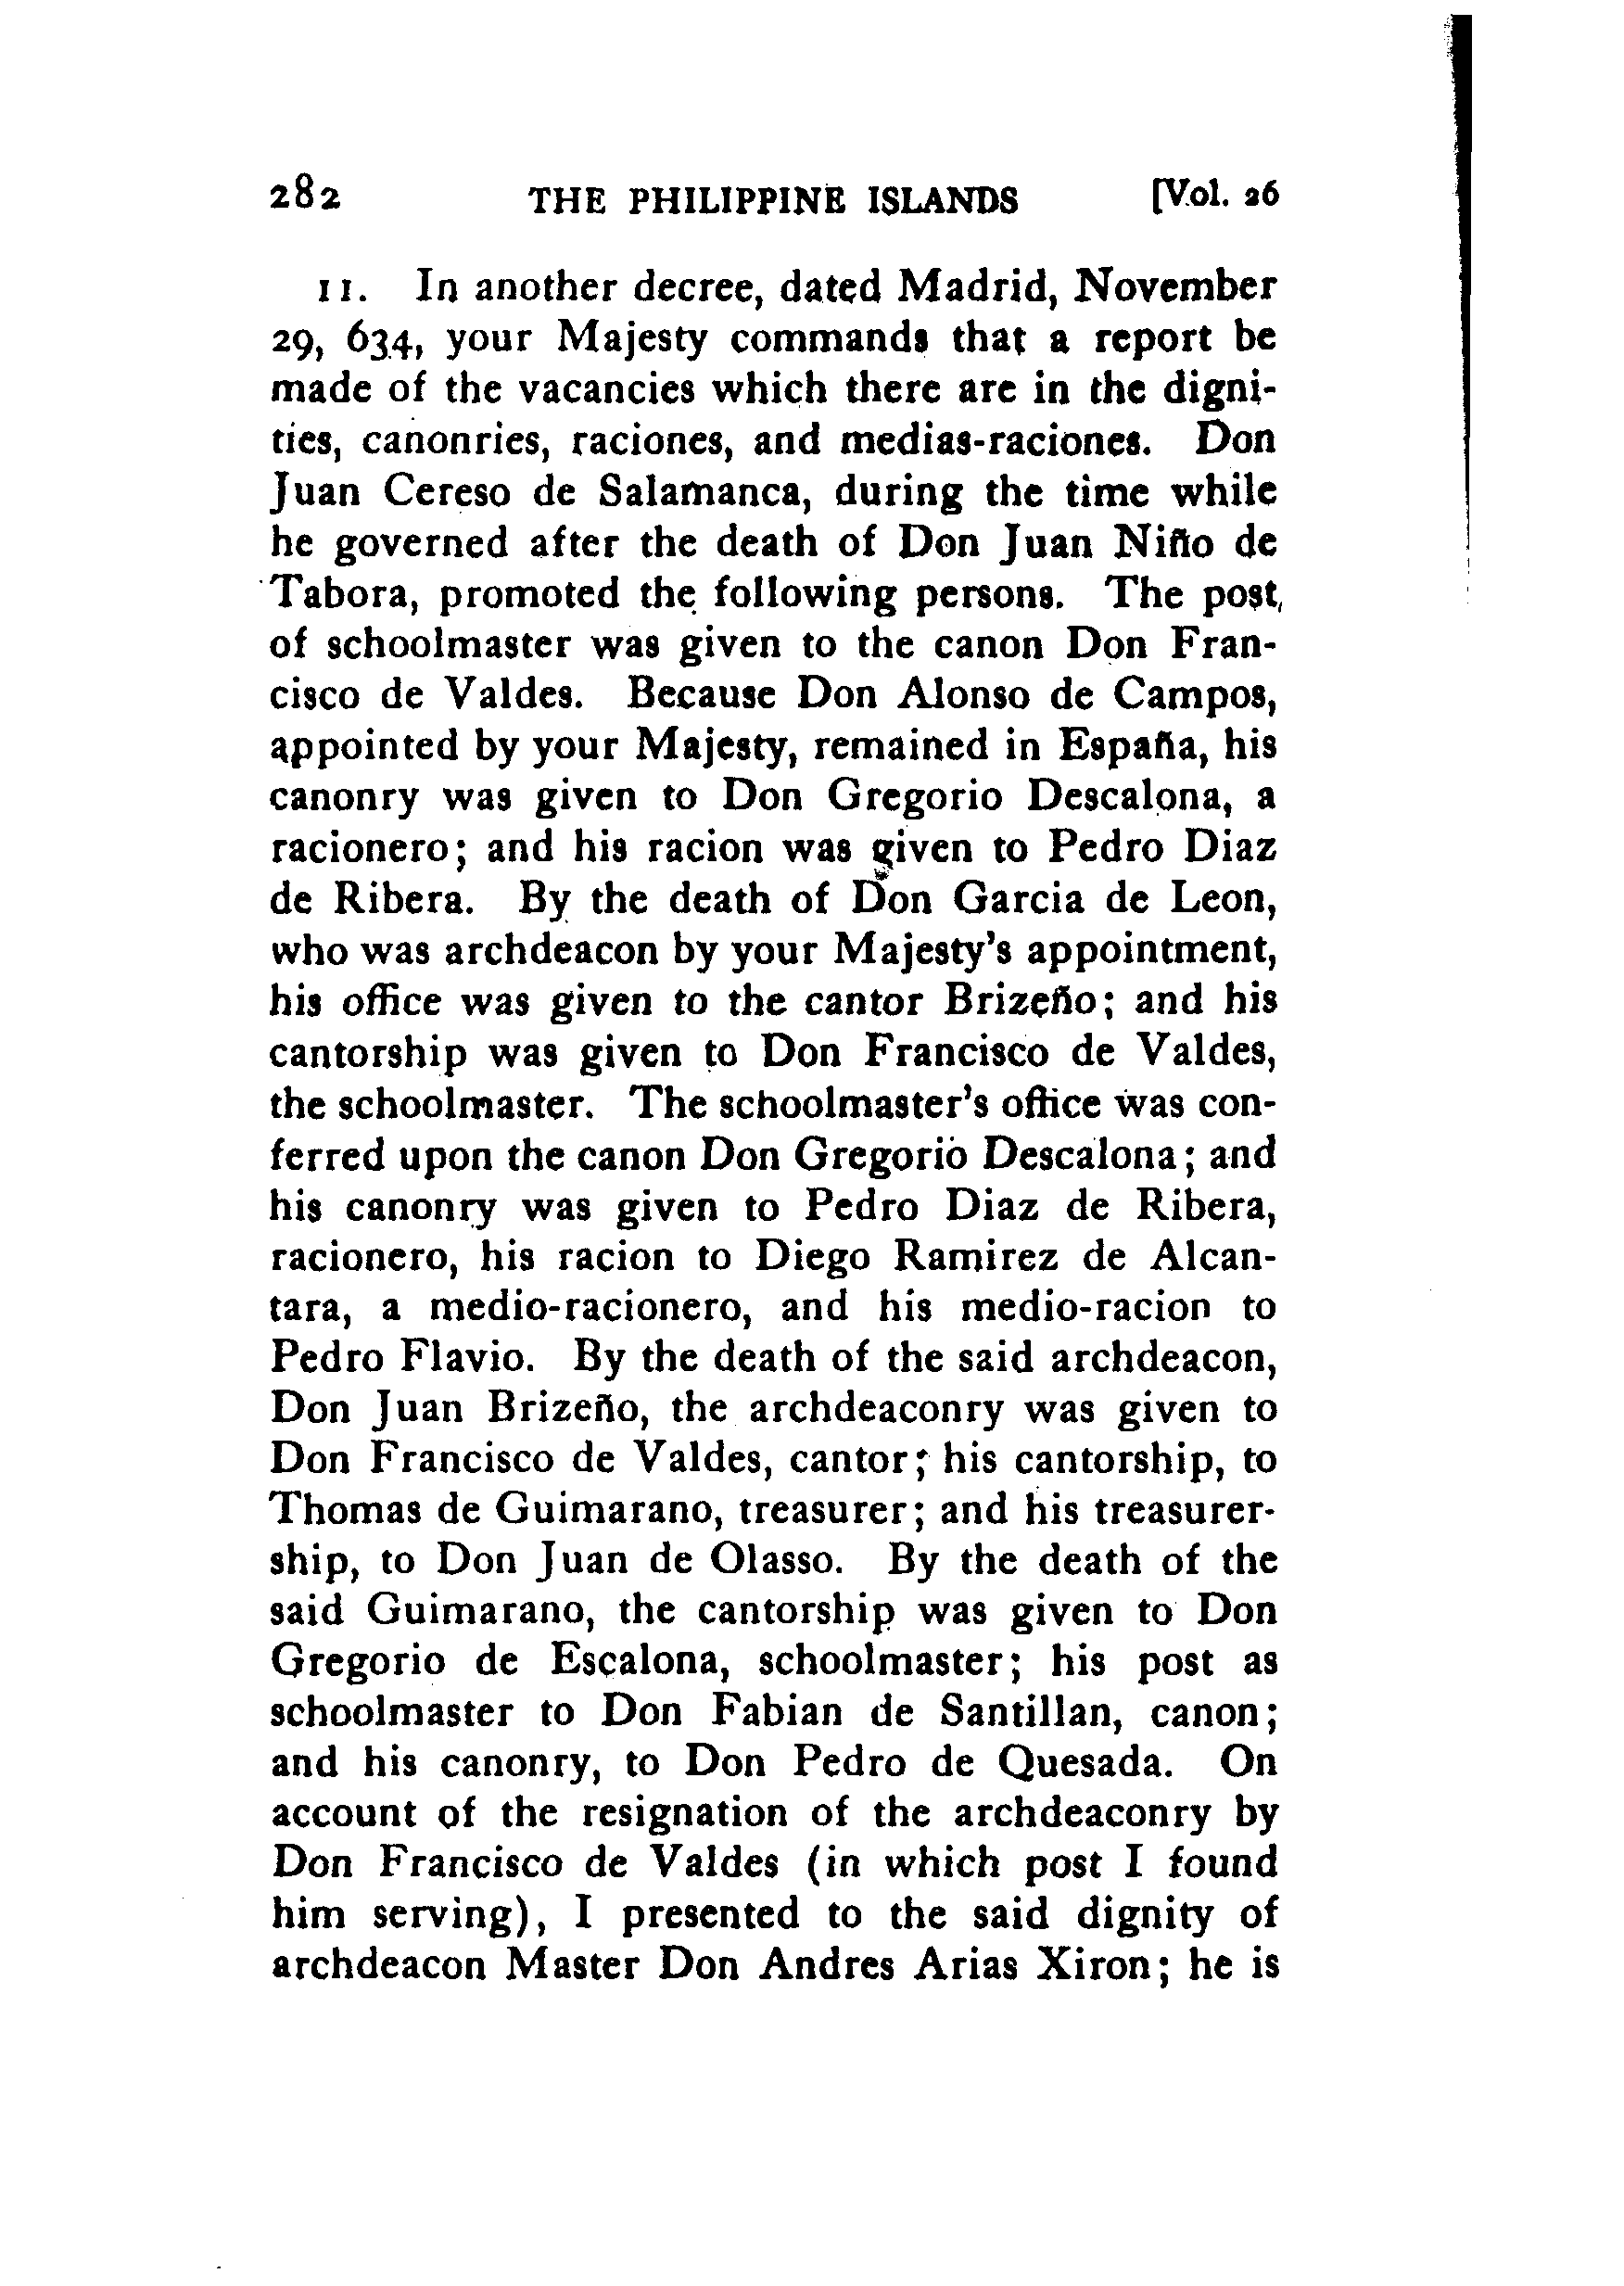 282 THE PHILIPPINE ISLANDS [Vol. 26
11. In another decree, dated Madrid, November
29, 634, your Majesty commands that a report be
made of the vacancies which there are in the digni-
ties, canonries, raciones, and medias-raciones. Don
Juan Cereso de Salamanca, during the time while
he governed after the death of Don Juan Niño de
Tabora, promoted the following persons. The post
of schoolmaster was given to the canon Don Fran-
cisco de Valdes. Because Don Alonso de Campos,
appointed by your Majesty, remained in España, his
canonry was given to Don Gregorio Descalona, a
racionero; and his racion was given to Pedro Diaz
de Ribera. By the death of Don Garcia de Leon,
who was archdeacon by your Majesty's appointment,
his office was given to the cantor Brizeño; and his
cantorship was given to Don Francisco de Valdes,
the schoolmaster. The schoolmaster's office was con-
ferred upon the canon Don Gregorio Descalona; and
his canonry was given to Pedro Diaz de Ribera,
racionero, his racion to Diego Ramirez de Alcan-
tara, a medio-racionero, and his medio-racion to
Pedro Flavio. By the death of the said archdeacon,
Don Juan Brizeño, the archdeaconry was given to
Don Francisco de Valdes, cantor; his cantorship, to
Thomas de Guimarano, treasurer; and his treasurer-
ship, to Don Juan de Olasso. By the death of the
said Guimarano, the cantorship was given to Don
Gregorio de Escalona, schoolmaster; his post as
schoolmaster to Don Fabian de Santillan, canon;
and his canonry, to Don Pedro de Quesada. On
account of the resignation of the archdeaconry by
Don Francisco de Valdes (in which post I found
him serving), I presented to the said dignity of
archdeacon Master Don Andres Arias Xiron; he is